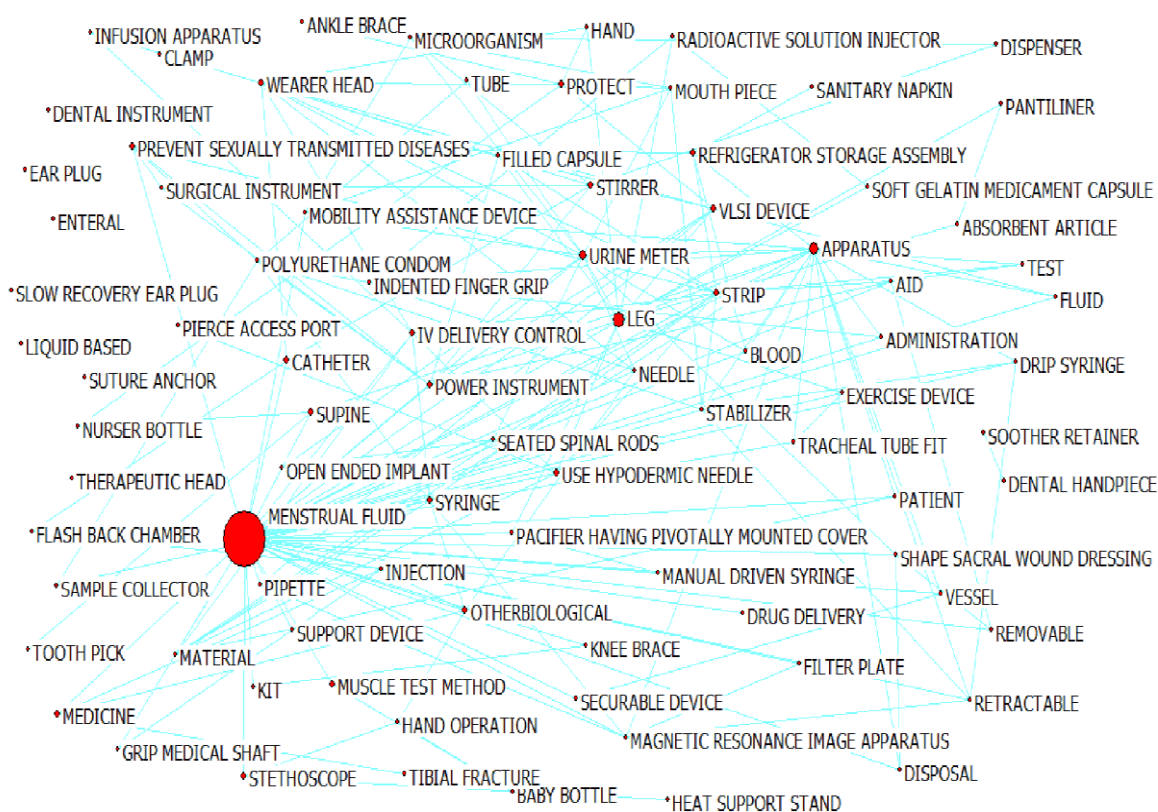 ANKLE BRACE
HAND
INFUSION APPARATUS
MICROORGANISM
RADIOACTIVE SOLUTION INJECTOR
DISPENSER
CLAMP
WEARER HEAD
TUBE
PROTECT
MOUTH PIECE
SANITARY NAPKIN
PANTILINER
DENTAL INSTRUMENT
PREVENT SEXUALLY TRANSMITTED DISEASES
FILLED CAPSULE
REFRIGERATOR STORAGE ASSEMBLY
EAR PLUG
SURGICAL INSTRUMENT
STIRRER
SOFT GELATIN MEDICAMENT CAPSULE
ENTERAL
MOBILITY ASSISTANCE DEVICE
VLSI DEVICE
ABSORBENT ARTICLE
URINE METER
APPARATUS
POLYURETHANE CONDOM
TEST
SLOW RECOVERY EAR PLUG
INDENTED FINGER GRIP
STRIP
AID
FLUID
PIERCE ACCESS PORT
IV DELIVERY CONTROL
LEG
LIQUID BASED
CATHETER
BLOOD
ADMINISTRATION
SUTURE ANCHOR
POWER INSTRUMENT
NEEDLE
DRIP SYRINGE
NURSER BOTTLE
SUPINE
STABILIZER
EXERCISE DEVICE
SEATED SPINAL RODS
TRACHEAL TUBE FIT
SOOTHER RETAINER
THERAPEUTIC HEAD
OPEN ENDED IMPLANT
USE HYPODERMIC NEEDLE
DENTAL HANDPIECE
MENSTRUAL FLUID
SYRINGE
PATIENT
FLASH BACK CHAMBER
PACIFIER HAVING PIVOTALLY MOUNTED COVER
SHAPE SACRAL WOUND DRESSING
SAMPLE COLLECTOR
PIPETTE
INJECTION
MANUAL DRIVEN SYRINGE
VESSEL
OTHERBIOLOGICAL
DRUG DELIVERY
REMOVABLE
TOOTH PICK
MATERIAL
SUPPORT DEVICE
KNEE BRACE
FILTER PLATE
KIT
MUSCLE TEST METHOD
SECURABLE DEVICE
RETRACTABLE
MEDICINE
HAND OPERATION
MAGNETIC RESONANCE IMAGE APPARATUS
GRIP MEDICAL SHAFT
STETHOSCOPE
TIBIAL FRACTURE
DISPOSAL
BABY BOTTLE
HEAT SUPPORT STAND